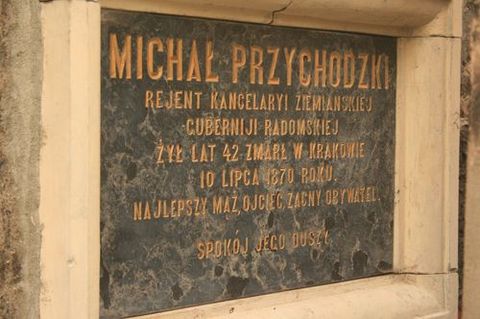 MICHAŁ PRZYCHODZKI
REJENT KANCELARYI ZIEMIAŃSKIEJ
GUBERNIJI RADOMSKIEJ
ŻYŁ LAT 42 ZMARŁ W KRAKOWIE
10 LIPCA 1870 ROKU.
NAJLEPSZY MĄŻ, OJCIEC, ZACNY OBYWATEL.
SPOKÓJ JEGO DUSZY